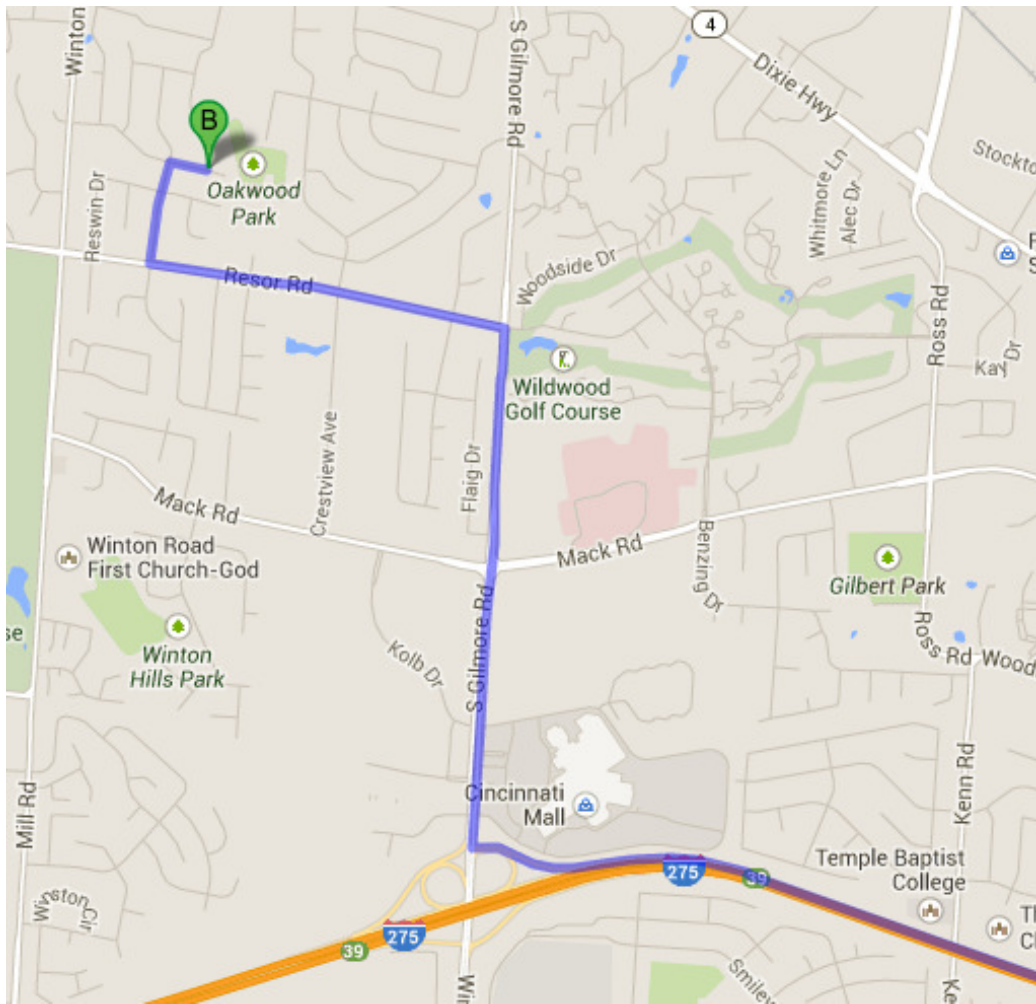 Winton
S Gilmore Rd
4
Dixie Hwy
B
Oakwood
Park
Reswin Dr
Whitmore Ln
Alec Dr
Stockto
Resor Rd
Woodside Dr
Ross Rd
Kay Dr
Wildwood
Golf Course
Crestview Ave
Flaig Dr
Mack Rd
Mack Rd
Benzing Dr
Winton Road
First Church-God
Gilbert Park
se
Winton
Hills Park
Kolb Dr
S Gilmore Rd
Ross Rd
Wood
Mill Rd
Cincinnati
Mall
Kenn Rd
Temple Baptist
College
275
39
275
39
Th
Smiley